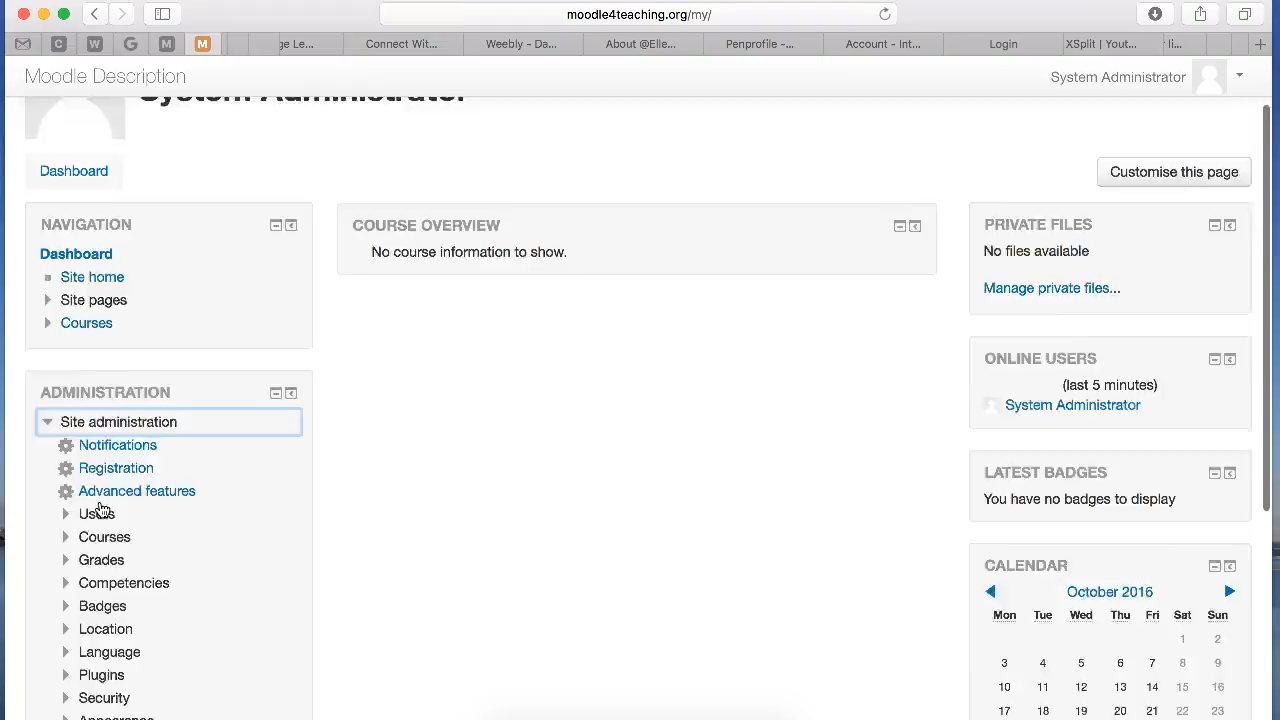 moodle4teaching.org/my/
C W G M M ge Le... Connect Wit... Weebly - Da... About @Elle... Penprofile -... Account - Int... Login XSplit | Yout... li...
Moodle Description
System Administrator
System Administrator
Dashboard
Customise this page
NAVIGATION
Dashboard
Site home
Site pages
Courses
ADMINISTRATION
Site administration
Notifications
Registration
Advanced features
Users
Courses
Grades
Competencies
Badges
Location
Language
Plugins
Security
Appearance
COURSE OVERVIEW
No course information to show.
PRIVATE FILES
No files available
Manage private files...
ONLINE USERS
(last 5 minutes)
System Administrator
LATEST BADGES
You have no badges to display
CALENDAR
October 2016
Mon Tue Wed Thu Fri Sat Sun
1 2
3 4 5 6 7 8 9
10 11 12 13 14 15 16
17 18 19 20 21 22 23